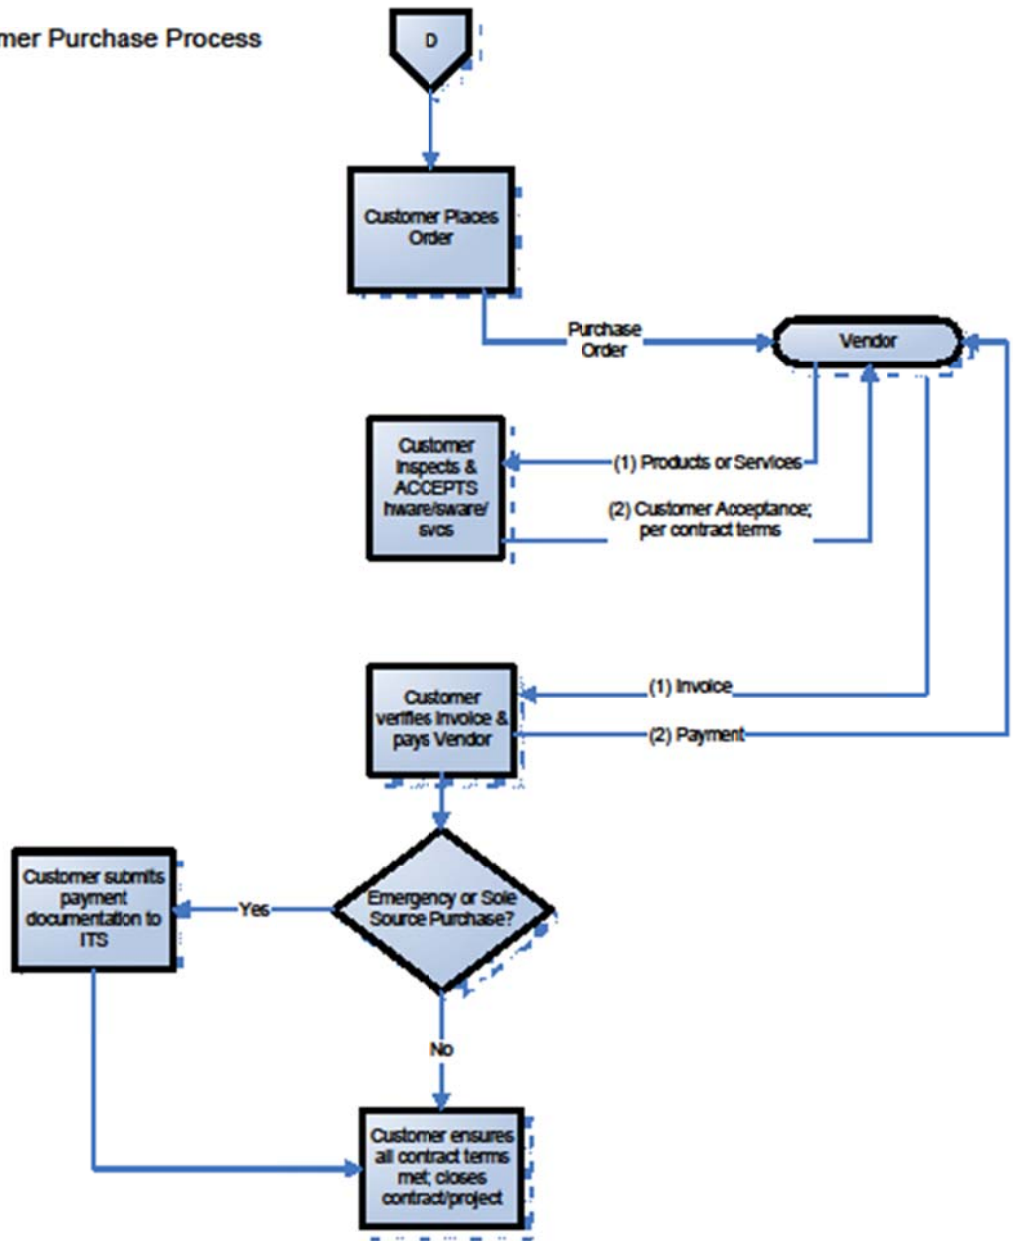 mer Purchase Process
D
Customer Places
Order
Purchase
Order
Vendor
Customer
Inspects &
ACCEPTS
hware/sware/
svcs
(1) Products or Services
(2) Customer Acceptance;
per contract terms
Customer
verifies Invoice &
pays Vendor
(1) Invoice
(2) Payment
Emergency or Sole
Source Purchase?
Yes
Customer submits
payment
documentation to
ITS
No
Customer ensures
all contract terms
met; closes
contract/project